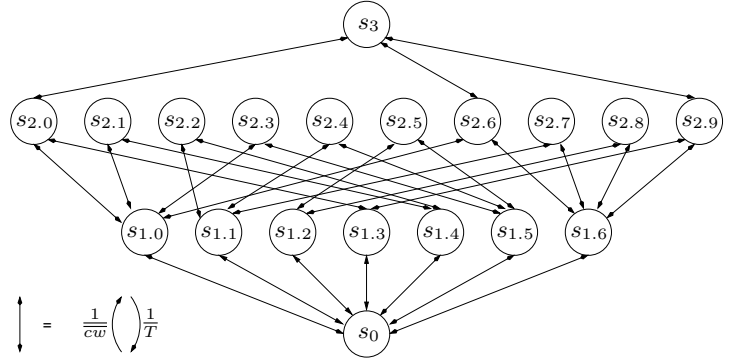 s₃
s₂.₀ s₂.₁ s₂.₂ s₂.₃ s₂.₄ s₂.₅ s₂.₆ s₂.₇ s₂.₈ s₂.₉
s₁.₀ s₁.₁ s₁.₂ s₁.₃ s₁.₄ s₁.₅ s₁.₆
s₀
= 1/c̅w̅ 1/T